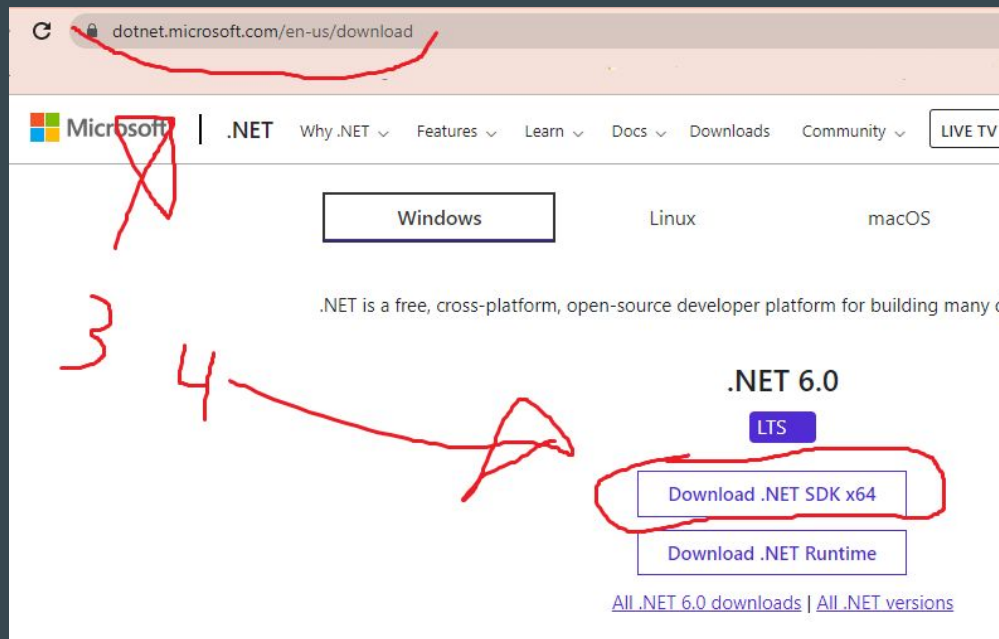 dotnet.microsoft.com/en-us/download
Microsoft | .NET Why .NET Features Learn Docs Downloads Community LIVE TV
Windows Linux macOS
.NET is a free, cross-platform, open-source developer platform for building many
3
4
.NET 6.0
LTS
Download .NET SDK x64
Download .NET Runtime
All .NET 6.0 downloads | All .NET versions